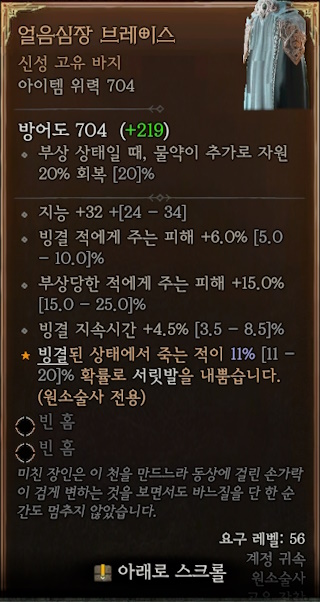 얼음심장 브레이스
신성 고유 바지
아이템 위력 704
방어도 704 (+219)
부상 상태일 때, 물약이 추가로 자원
20% 회복 [20]%
지능 +32 +[24 - 34]
빙결 적에게 주는 피해 +6.0% [5.0
- 10.0]%
부상당한 적에게 주는 피해 +15.0%
[15.0 - 25.0]%
빙결 지속시간 +4.5% [3.5 - 8.5]%
빙결된 상태에서 죽는 적이 11% [11 -
20]% 확률로 서릿발을 내뿜습니다.
(원소술사 전용)
빈 홈
빈 홈
미친 장인은 이 천을 만드느라 동상에 걸린 손가락
이 검게 변하는 것을 보면서도 바느질을 단 한 순
간도 멈추지 않았습니다.
요구 레벨: 56
계정 귀속
아래로 스크롤
원소술사